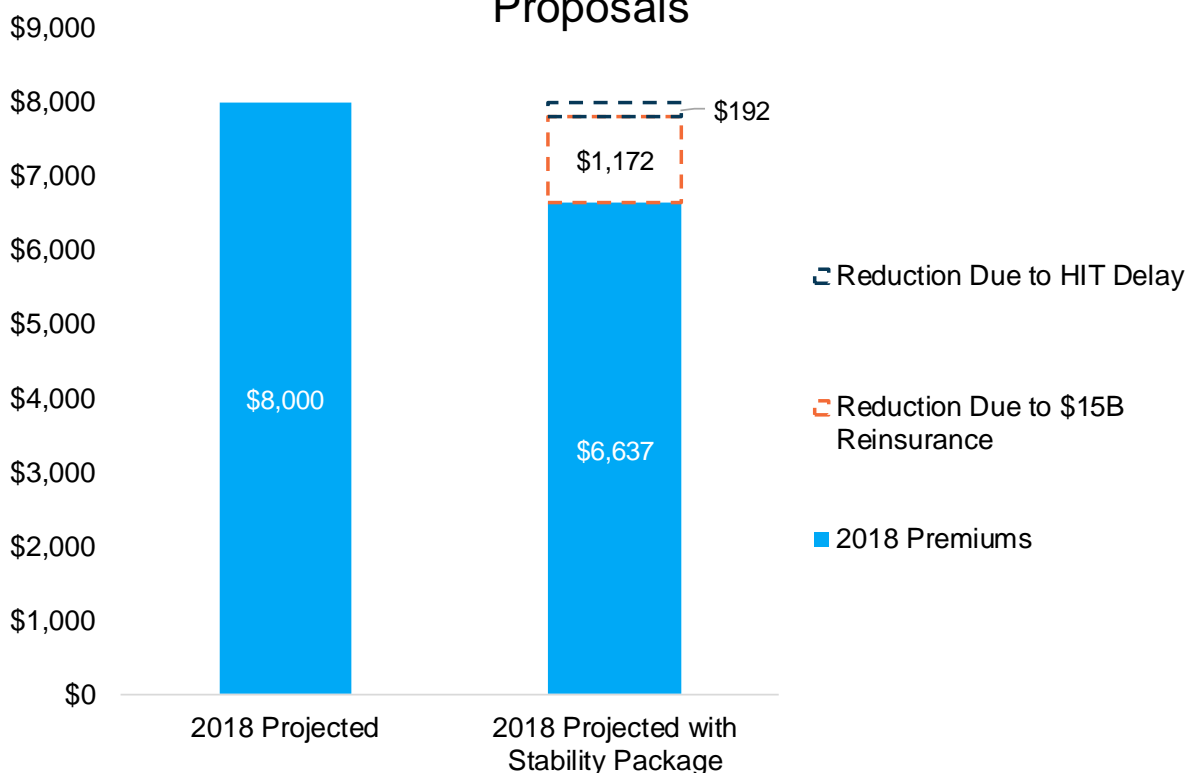 Proposals
$9,000
$8,000
$7,000
$6,000
$5,000
$4,000
$3,000
$2,000
$1,000
$0
$8,000
$192
$1,172
$6,637
2018 Projected
2018 Projected with
Stability Package
Reduction Due to HIT Delay
Reduction Due to $15B
Reinsurance
2018 Premiums